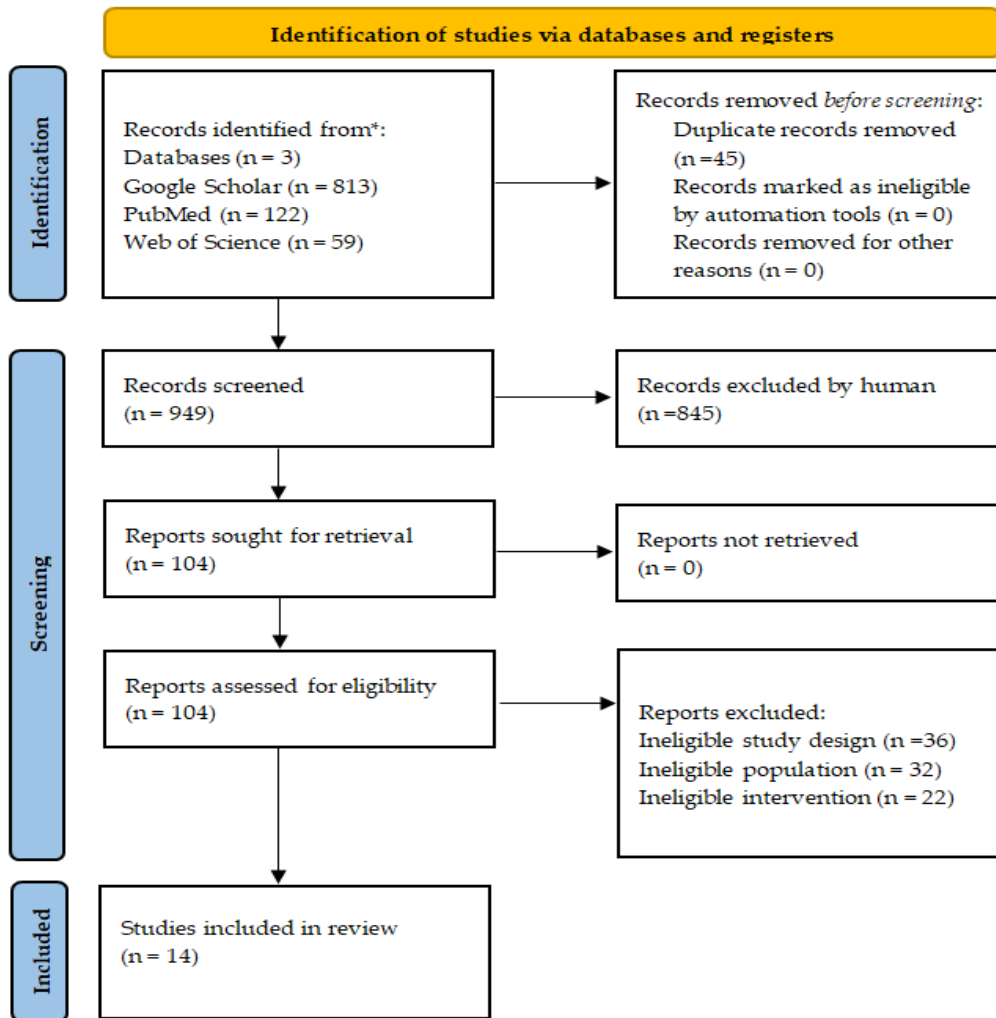 Identification of studies via databases and registers
Identification
Records identified from*:
Databases (n = 3)
Google Scholar (n = 813)
PubMed (n = 122)
Web of Science (n = 59)
Records removed before screening:
Duplicate records removed
(n =45)
Records marked as ineligible
by automation tools (n = 0)
Records removed for other
reasons (n = 0)
Screening
Records screened
(n = 949)
Records excluded by human
(n =845)
Reports sought for retrieval
(n = 104)
Reports not retrieved
(n = 0)
Reports assessed for eligibility
(n = 104)
Reports excluded:
Ineligible study design (n =36)
Ineligible population (n = 32)
Ineligible intervention (n = 22)
Included
Studies included in review
(n = 14)